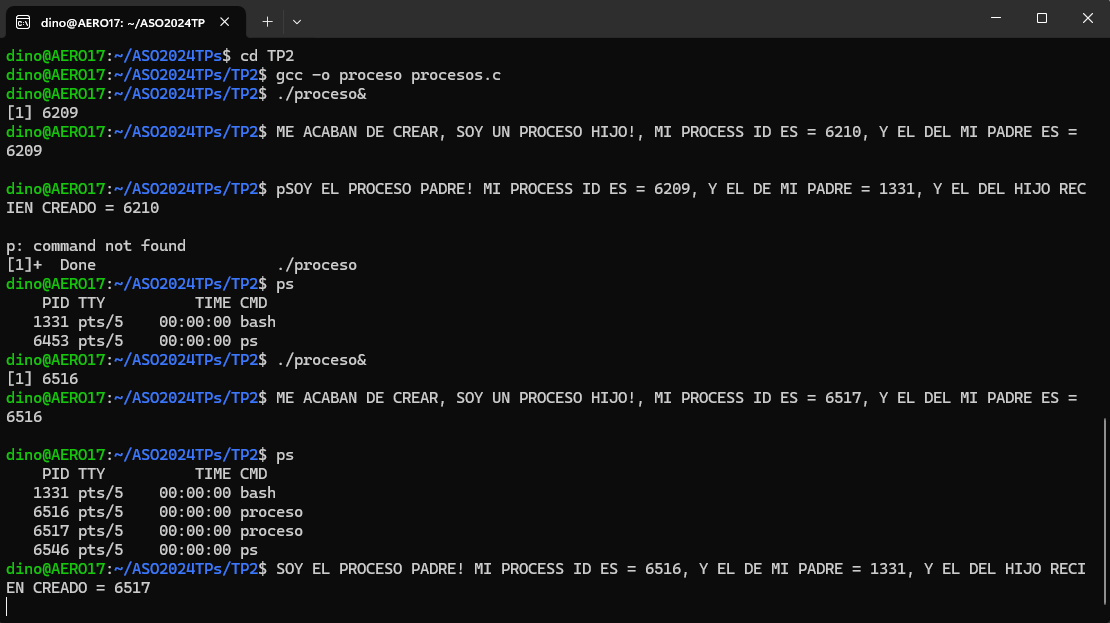 dino@AERO17: ~/ASO2024TP
dino@AERO17:~/ASO2024TPs$ cd TP2
dino@AERO17:~/ASO2024TPs/TP2$ gcc -o proceso procesos.c
dino@AERO17:~/ASO2024TPs/TP2$ ./proceso&
[1] 6209
dino@AERO17:~/ASO2024TPs/TP2$ ME ACABAN DE CREAR, SOY UN PROCESO HIJO!, MI PROCESS ID ES = 6210, Y EL DEL MI PADRE ES =
6209
dino@AERO17:~/ASO2024TPs/TP2$ pSOY EL PROCESO PADRE! MI PROCESS ID ES = 6209, Y EL DE MI PADRE = 1331, Y EL DEL HIJO REC
IEN CREADO = 6210
p: command not found
[1]+  Done                    ./proceso
dino@AERO17:~/ASO2024TPs/TP2$ ps
    PID TTY          TIME CMD
   1331 pts/5    00:00:00 bash
   6453 pts/5    00:00:00 ps
dino@AERO17:~/ASO2024TPs/TP2$ ./proceso&
[1] 6516
dino@AERO17:~/ASO2024TPs/TP2$ ME ACABAN DE CREAR, SOY UN PROCESO HIJO!, MI PROCESS ID ES = 6517, Y EL DEL MI PADRE ES =
6516
dino@AERO17:~/ASO2024TPs/TP2$ ps
    PID TTY          TIME CMD
   1331 pts/5    00:00:00 bash
   6516 pts/5    00:00:00 proceso
   6517 pts/5    00:00:00 proceso
   6546 pts/5    00:00:00 ps
dino@AERO17:~/ASO2024TPs/TP2$ SOY EL PROCESO PADRE! MI PROCESS ID ES = 6516, Y EL DE MI PADRE = 1331, Y EL DEL HIJO RECI
EN CREADO = 6517